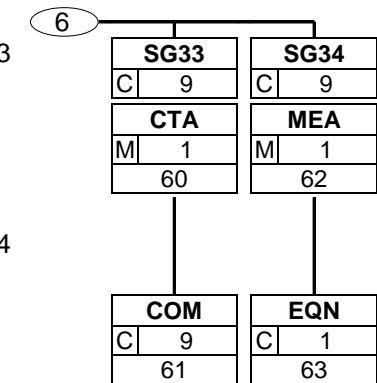 6
3 SG33 SG34
C 9 C 9
CTA MEA
M 1 M 1
60 62
4
COM EQN
C 9 C 1
61 63